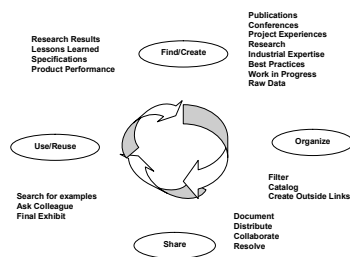 Research Results
Lessons Learned
Specifications
Product Performance
Find/Create
Publications
Conferences
Project Experiences
Research
Industrial Expertise
Best Practices
Work in Progress
Raw Data
Use/Reuse
Organize
Search for examples
Ask Colleague
Final Exhibit
Filter
Catalog
Create Outside Links
Share
Document
Distribute
Collaborate
Resolve